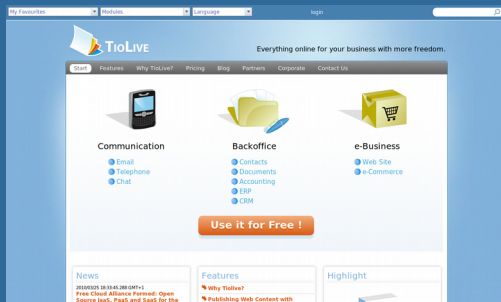 My Favourites
Modules
Language
login
TIOLIVE
Everything online for your business with more freedom.
Start Features Why TioLive? Pricing Blog Partners Corporate Contact Us
Communication
Email
Telephone
Chat
Backoffice
Contacts
Documents
Accounting
ERP
CRM
e-Business
Web Site
e-Commerce
Use it for Free !
News
2010/03/25 18:33:45.288 GMT+1
Free Cloud Alliance Formed: Open
Source IaaS, PaaS and SaaS for the
Features
Why Tiolive?
Publishing Web Content with
Highlight